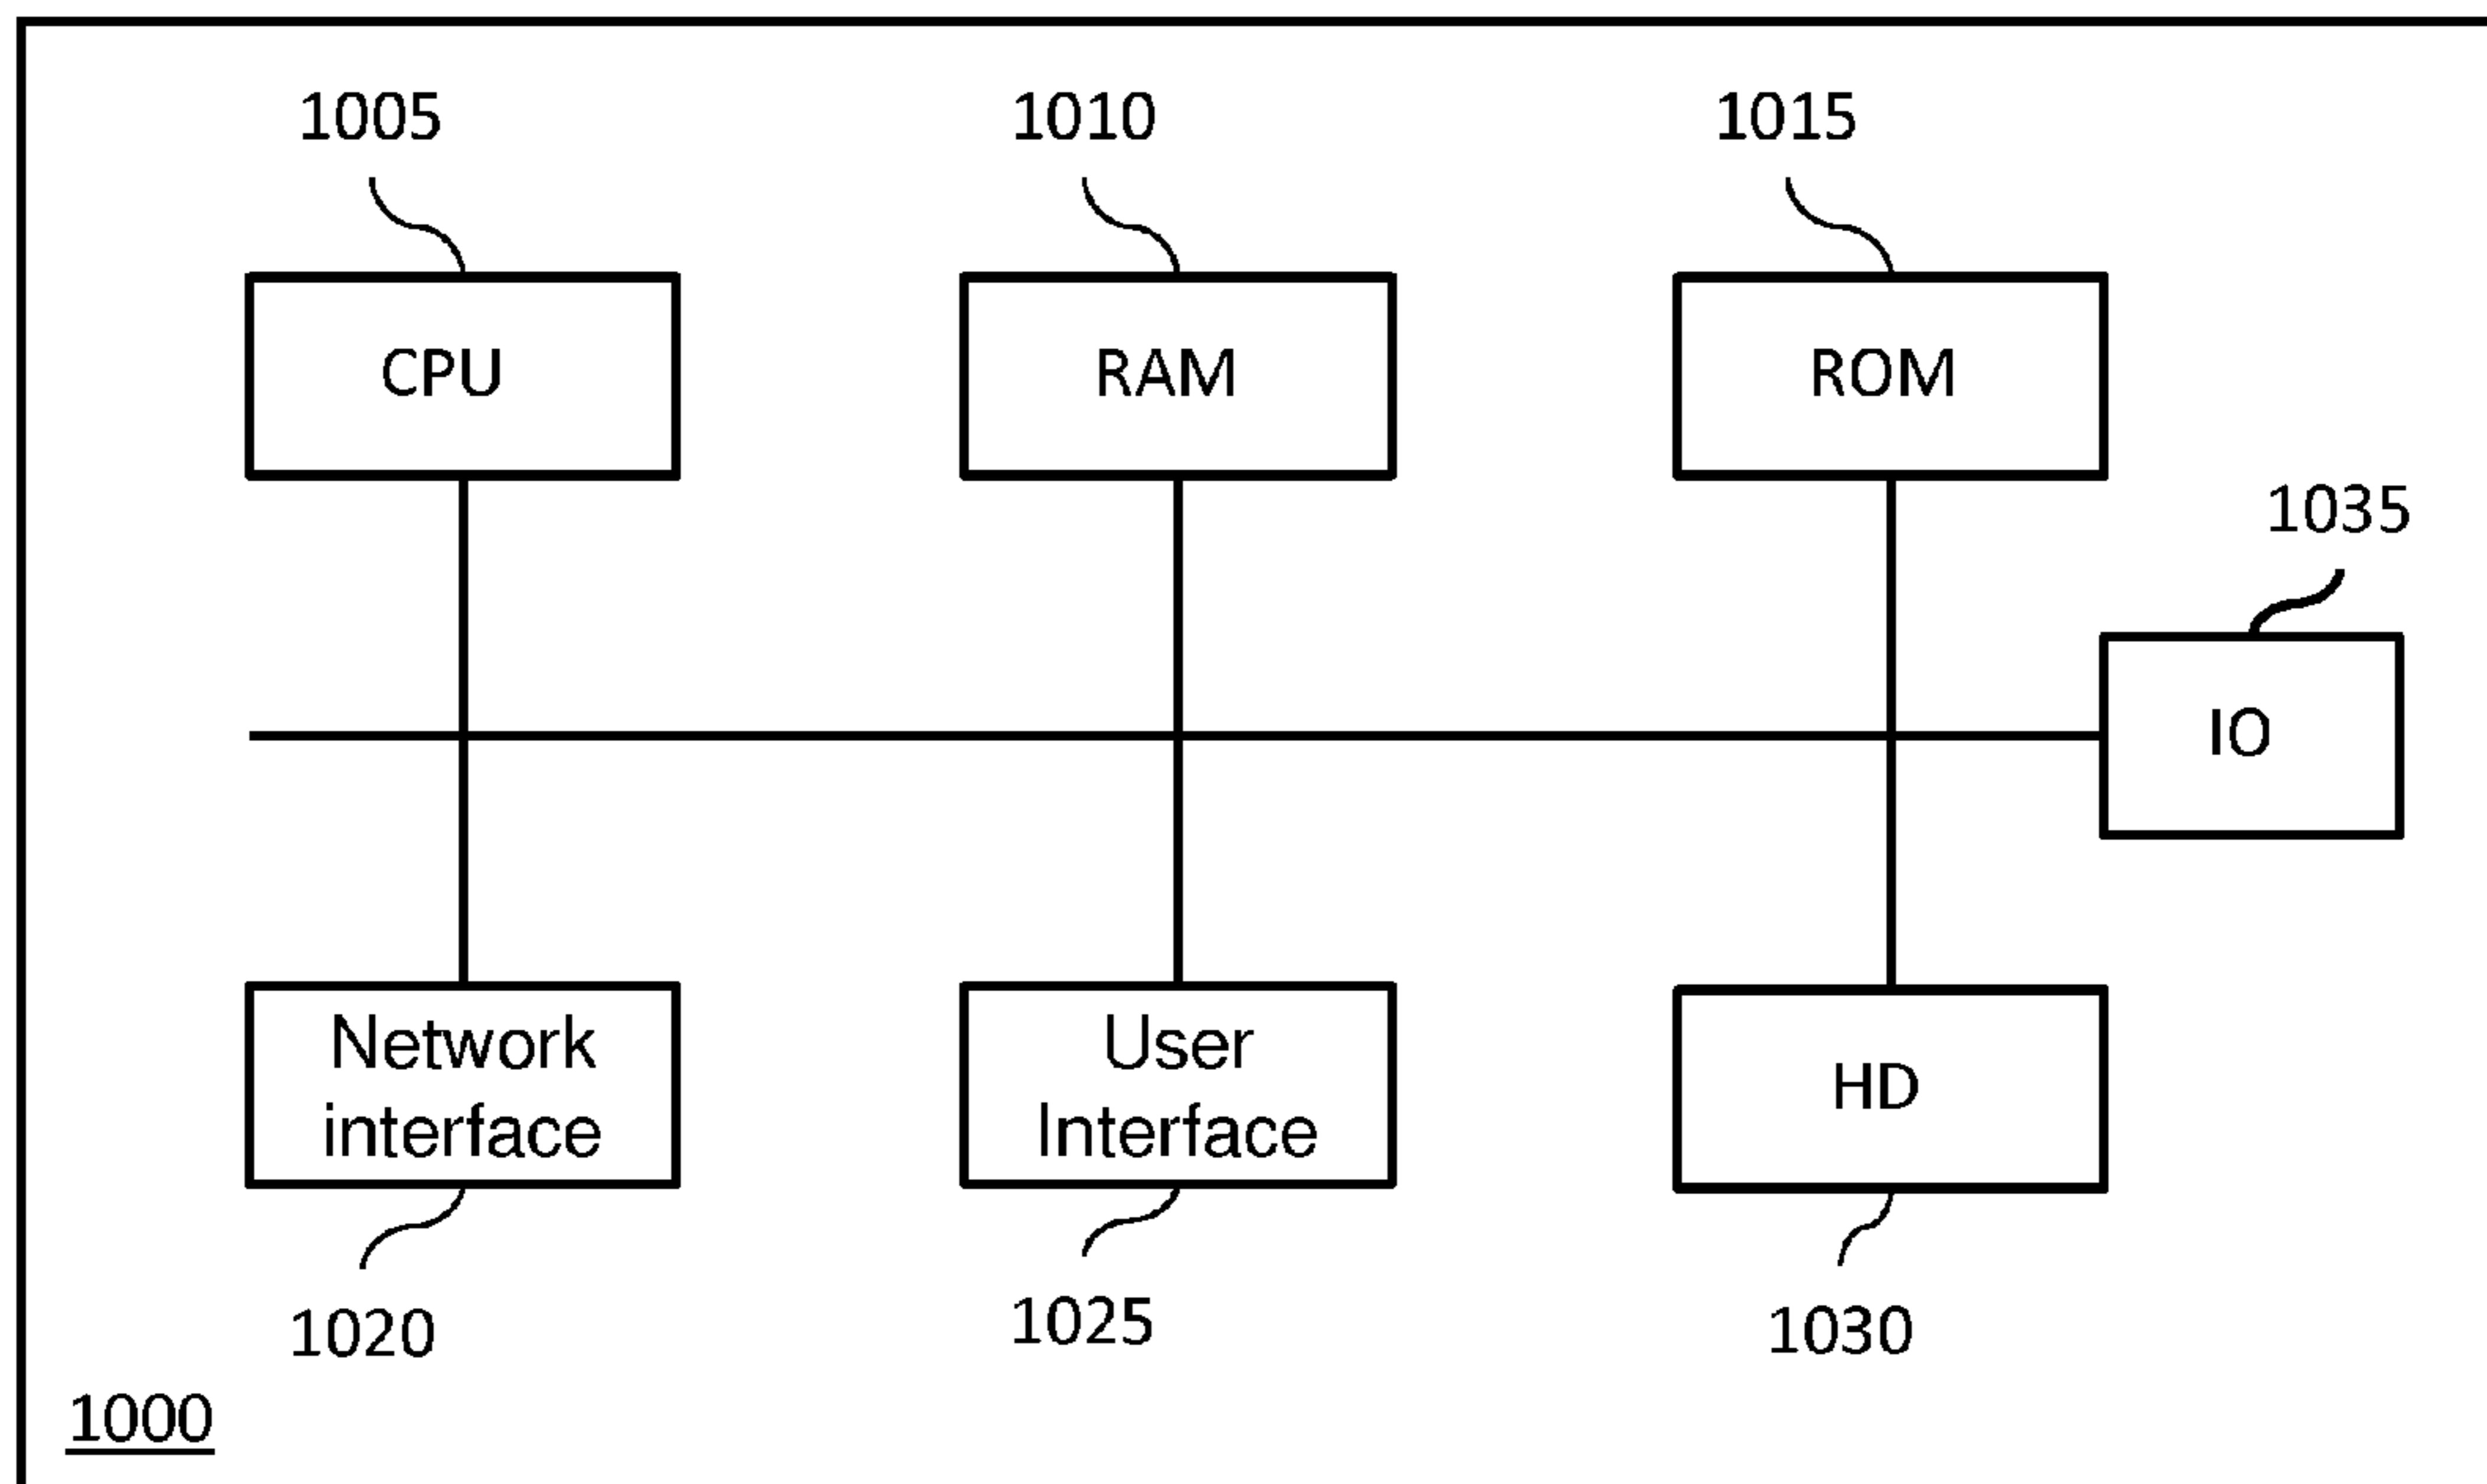 1005
1010
1015
CPU
RAM
ROM
1035
IO
Network
interface
User
Interface
HD
1020
1025
1030
1000